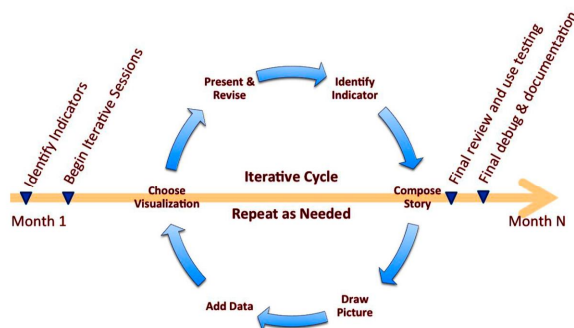 Identify Indicators
Begin Iterative Sessions
Present &
Revise
Identify
Indicator
Final review and use testing
Final debug & documentation
Choose
Visualization
Iterative Cycle
Repeat as Needed
Compose
Story
Month 1
Month N
Add Data
Draw
Picture